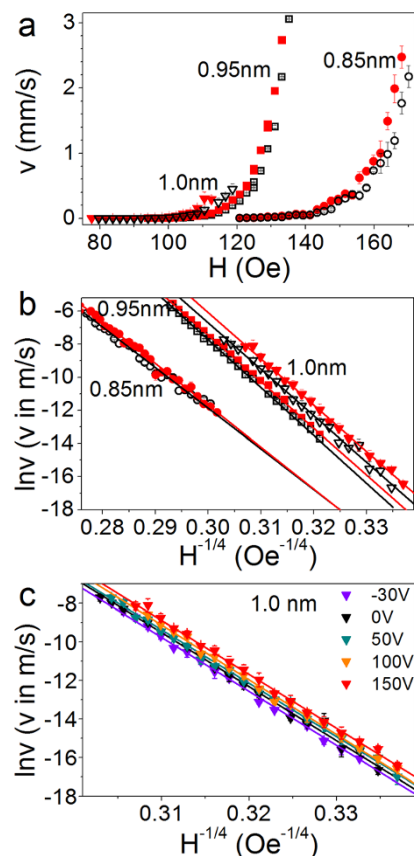 a
v (mm/s)
3
2
1
0
0.95nm
0.85nm
1.0nm
80 100 120 140 160
H (Oe)
b
lnv (v in m/s)
-6
-8
-10
-12
-14
-16
-18
0.95nm
1.0nm
0.85nm
0.28 0.29 0.30 0.31 0.32 0.33
H-1/4 (Oe-1/4)
c
lnv (v in m/s)
-8
-10
-12
-14
-16
-18
1.0 nm
-30V
0V
50V
100V
150V
0.31 0.32 0.33
H-1/4 (Oe-1/4)